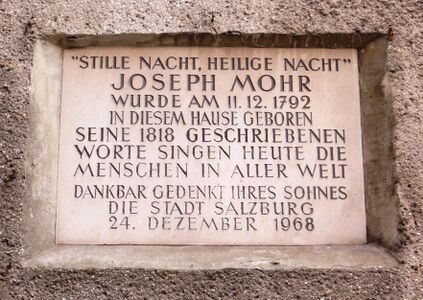 "STILLE NACHT, HEILIGE NACHT"
JOSEPH MOHR
WURDE AM 11.12.1792
IN DIESEM HAUSE GEBOREN
SEINE 1818 GESCHRIEBENEN
WORTE SINGEN HEUTE DIE
MENSCHEN IN ALLER WELT
DANKBAR GEDENKT IHRES SOHNES
DIE STADT SALZBURG
24. DEZEMBER 1968